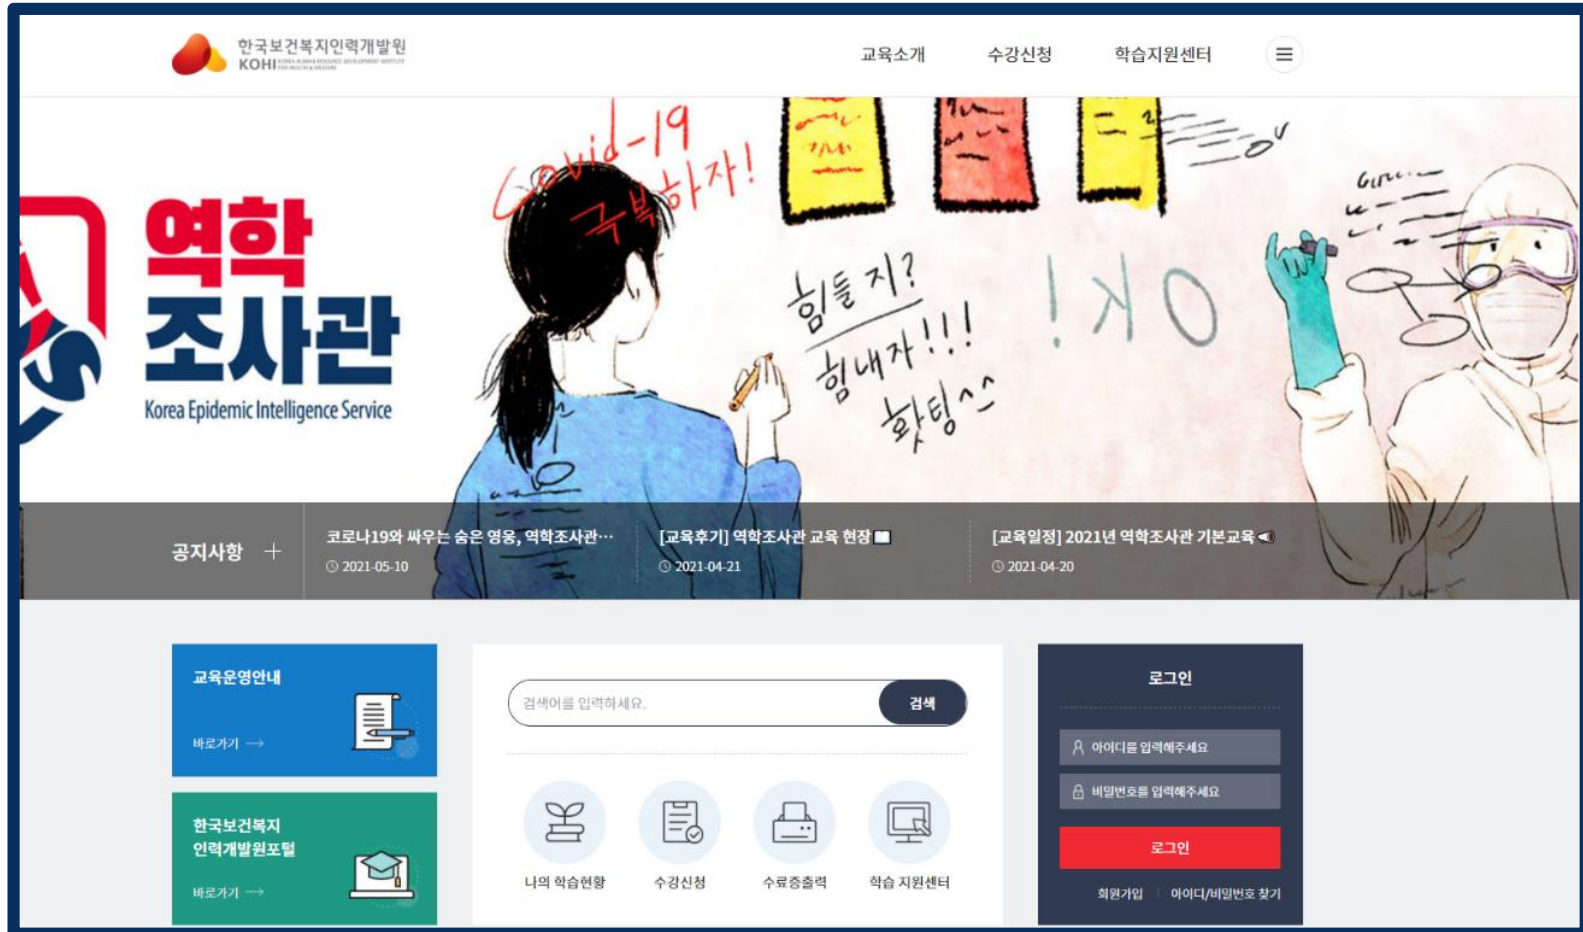 한국보건복지인력개발원
KOHI KOREA HUMAN RESOURCE DEVELOPMENT INSTITUTE
FOR HEALTH & WELFARE
교육소개
수강신청
학습지원센터
역학
조사관
Korea Epidemic Intelligence Service
Covid-19
극복하자!
힘들지?
힘내자!!!
홧팅^^
OK!
공지사항
코로나19와 싸우는 숨은 영웅, 역학조사관…
2021-05-10
[교육후기] 역학조사관 교육 현장
2021-04-21
[교육일정] 2021년 역학조사관 기본교육
2021-04-20
교육운영안내
바로가기 →
한국보건복지
인력개발원포털
바로가기 →
검색어를 입력하세요.
검색
나의 학습현황
수강신청
수료증출력
학습 지원센터
로그인
아이디를 입력해주세요
비밀번호를 입력해주세요
로그인
회원가입
아이디/비밀번호 찾기